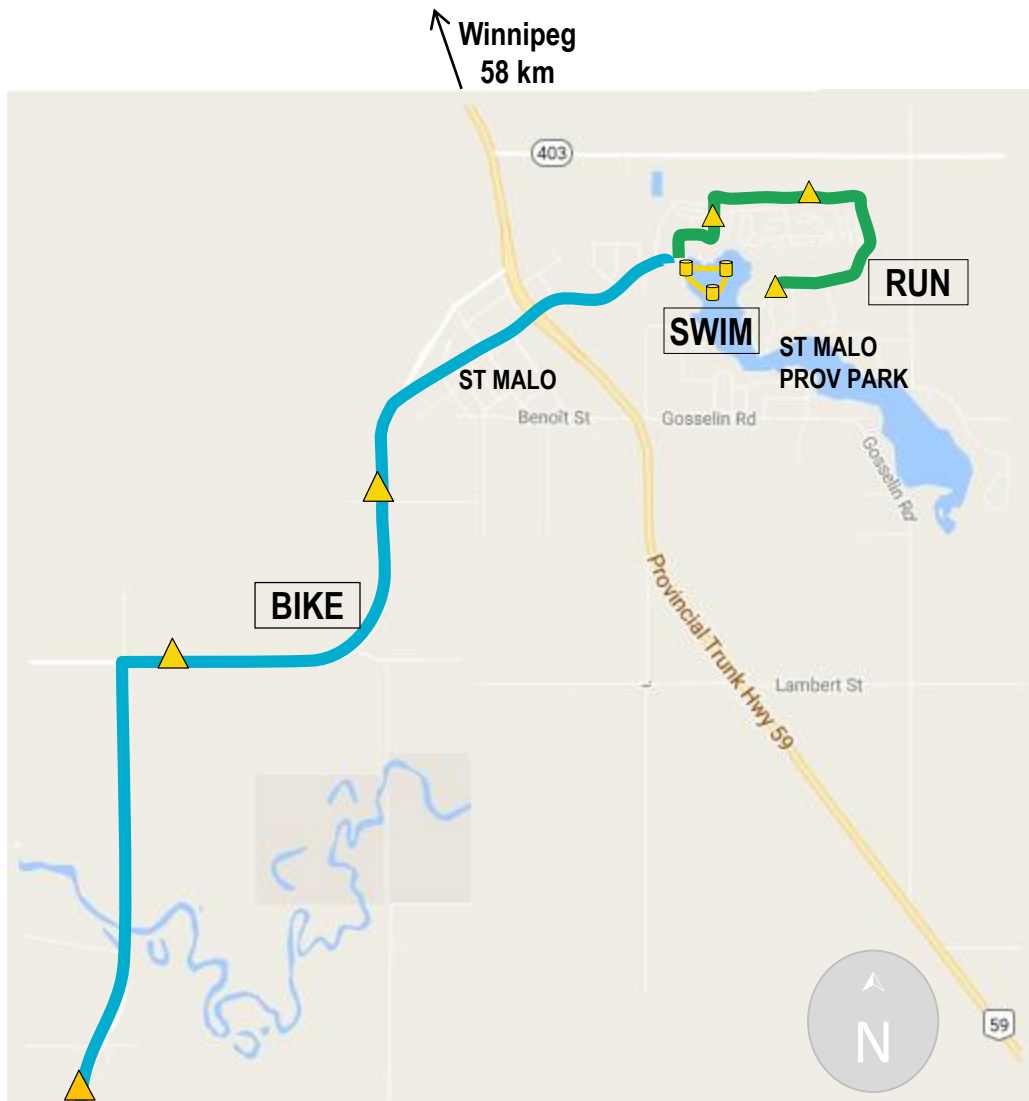 Winnipeg
58 km
403
RUN
SWIM
ST MALO
PROV PARK
ST MALO
Benoît St
Gosselin Rd
Gosselin Rd
BIKE
Provincial Trunk Hwy 59
Lambert St
59
N